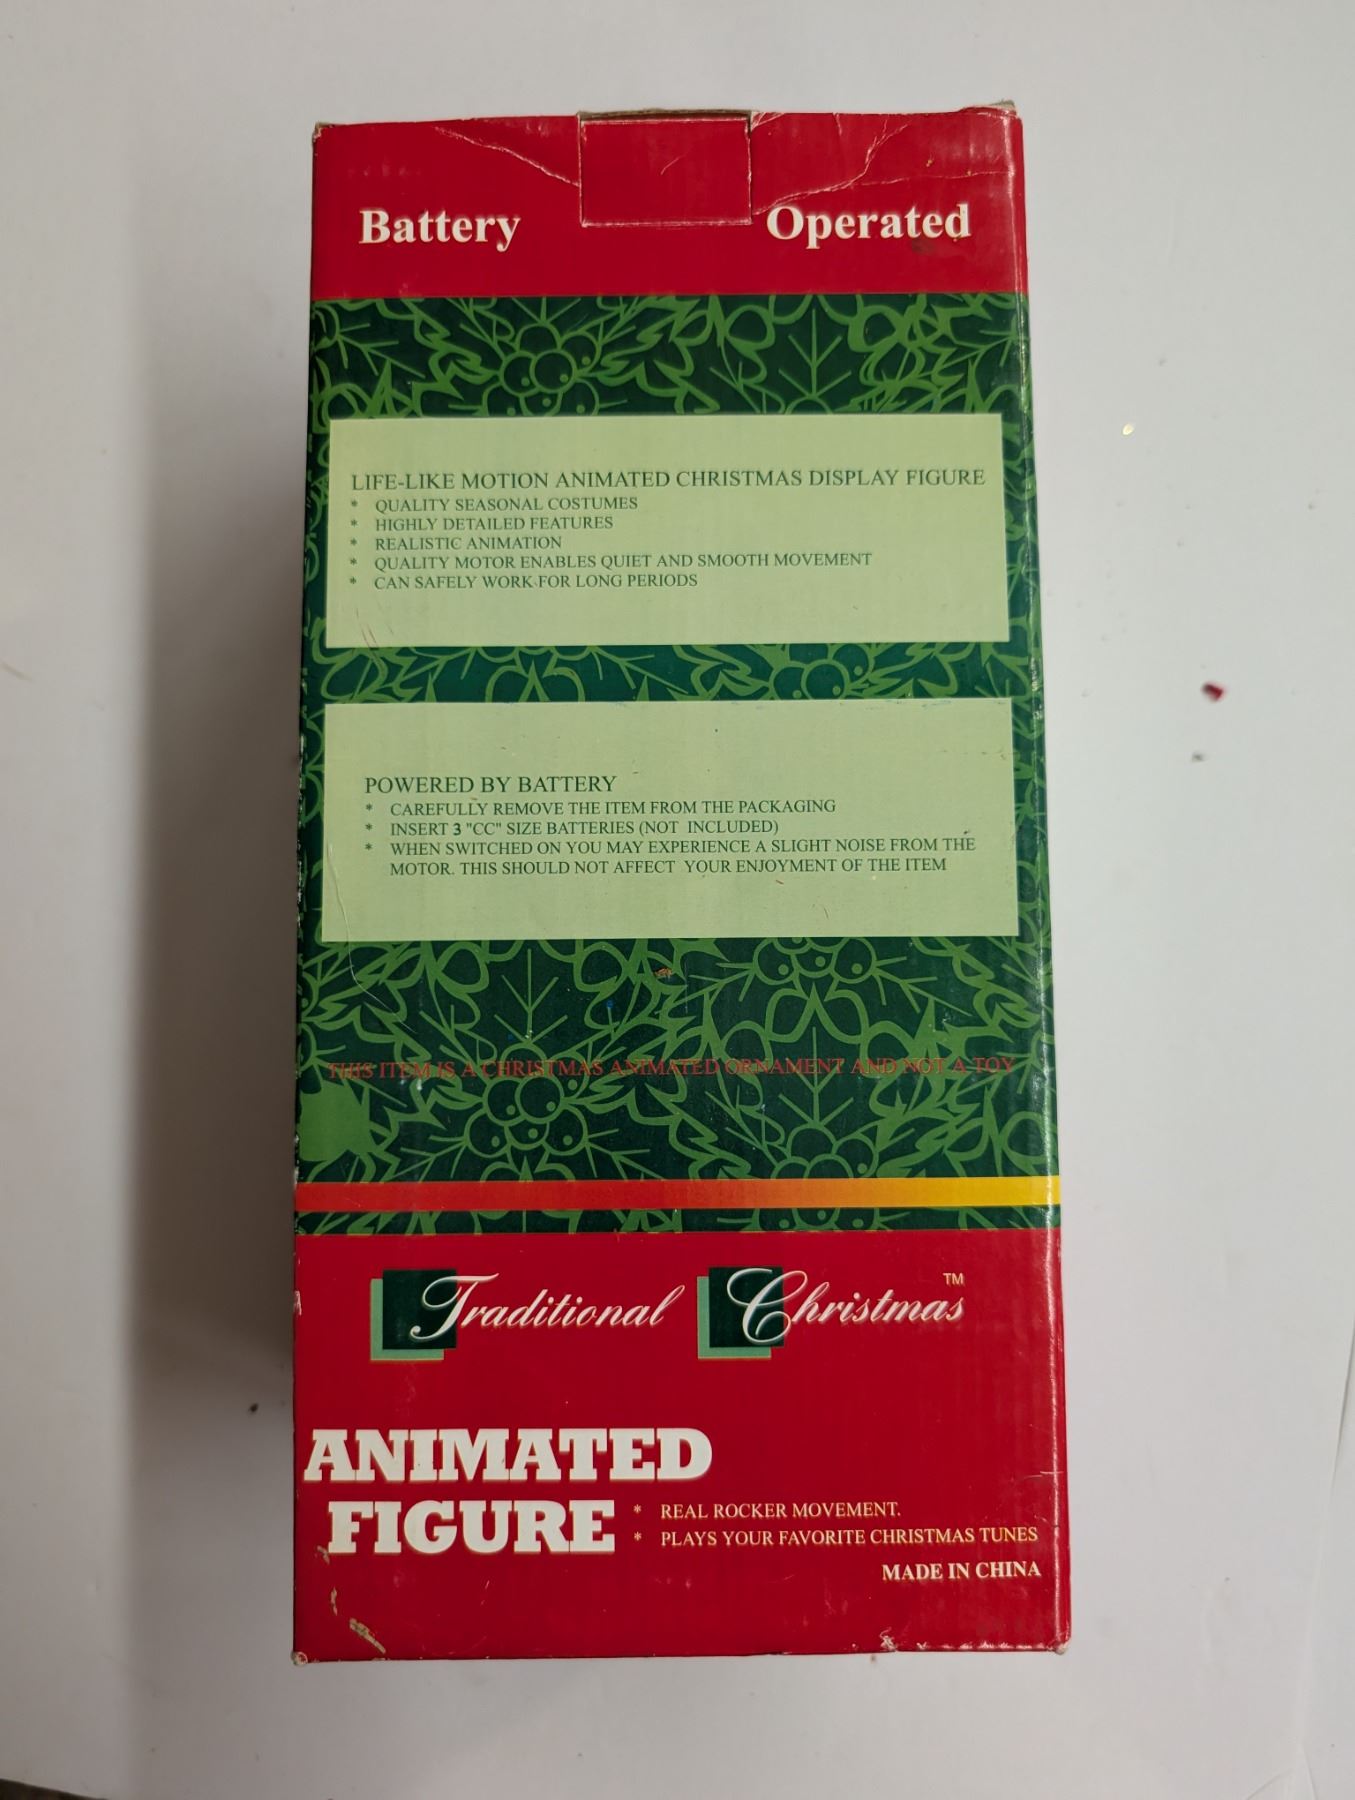 Battery Operated
LIFE-LIKE MOTION ANIMATED CHRISTMAS DISPLAY FIGURE
* QUALITY SEASONAL COSTUMES
* HIGHLY DETAILED FEATURES
* REALISTIC ANIMATION
* QUALITY MOTOR ENABLES QUIET AND SMOOTH MOVEMENT
* CAN SAFELY WORK FOR LONG PERIODS
POWERED BY BATTERY
* CAREFULLY REMOVE THE ITEM FROM THE PACKAGING
* INSERT 3 "CC" SIZE BATTERIES (NOT INCLUDED)
* WHEN SWITCHED ON YOU MAY EXPERIENCE A SLIGHT NOISE FROM THE
MOTOR. THIS SHOULD NOT AFFECT YOUR ENJOYMENT OF THE ITEM
THIS ITEM IS A CHRISTMAS ANIMATED ORNAMENT AND NOT A TOY
Traditional Christmas™
ANIMATED
FIGURE
* REAL ROCKER MOVEMENT.
* PLAYS YOUR FAVORITE CHRISTMAS TUNES
MADE IN CHINA